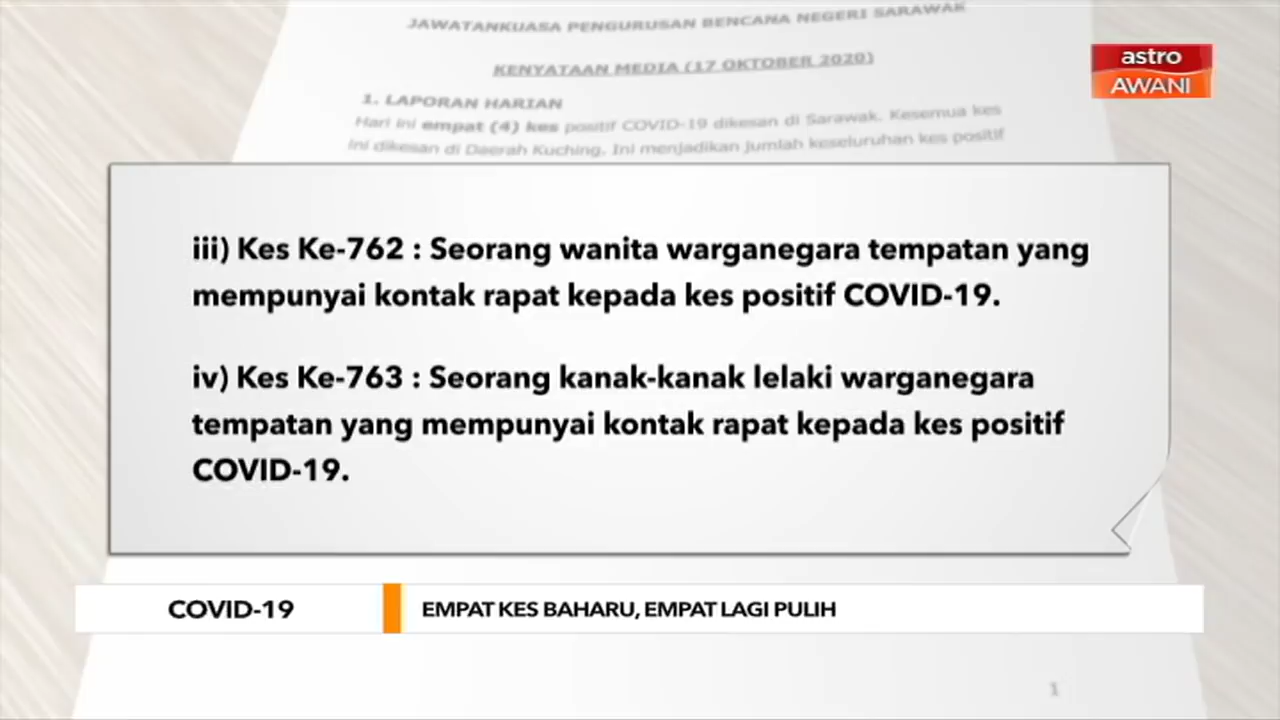 JAWATANKUASA PENGURUSAN BENCANA NEGERI SARAWAK
astro
AWANI
KENYATAAN MEDIA (17 OKTOBER 2020)
1. LAPORAN HARIAN
Hari ini empat (4) kes positif COVID-19 dikesan di Sarawak. Kesemua kes
ini dikesan di Daerah Kuching. Ini menjadikan jumlah keseluruhan kes positif
iii) Kes Ke-762 : Seorang wanita warganegara tempatan yang
mempunyai kontak rapat kepada kes positif COVID-19.
iv) Kes Ke-763 : Seorang kanak-kanak lelaki warganegara
tempatan yang mempunyai kontak rapat kepada kes positif
COVID-19.
COVID-19
EMPAT KES BAHARU, EMPAT LAGI PULIH
1